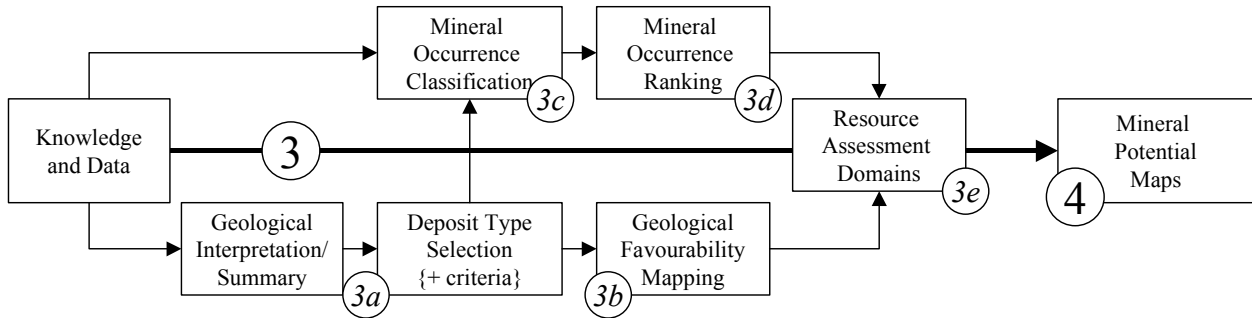 Mineral
Occurrence
Classification
3c
Mineral
Occurrence
Ranking
3d
Knowledge
and Data
3
Resource
Assessment
Domains
3e
Mineral
Potential
Maps
4
Geological
Interpretation/
Summary
3a
Deposit Type
Selection
{+ criteria}
3b
Geological
Favourability
Mapping